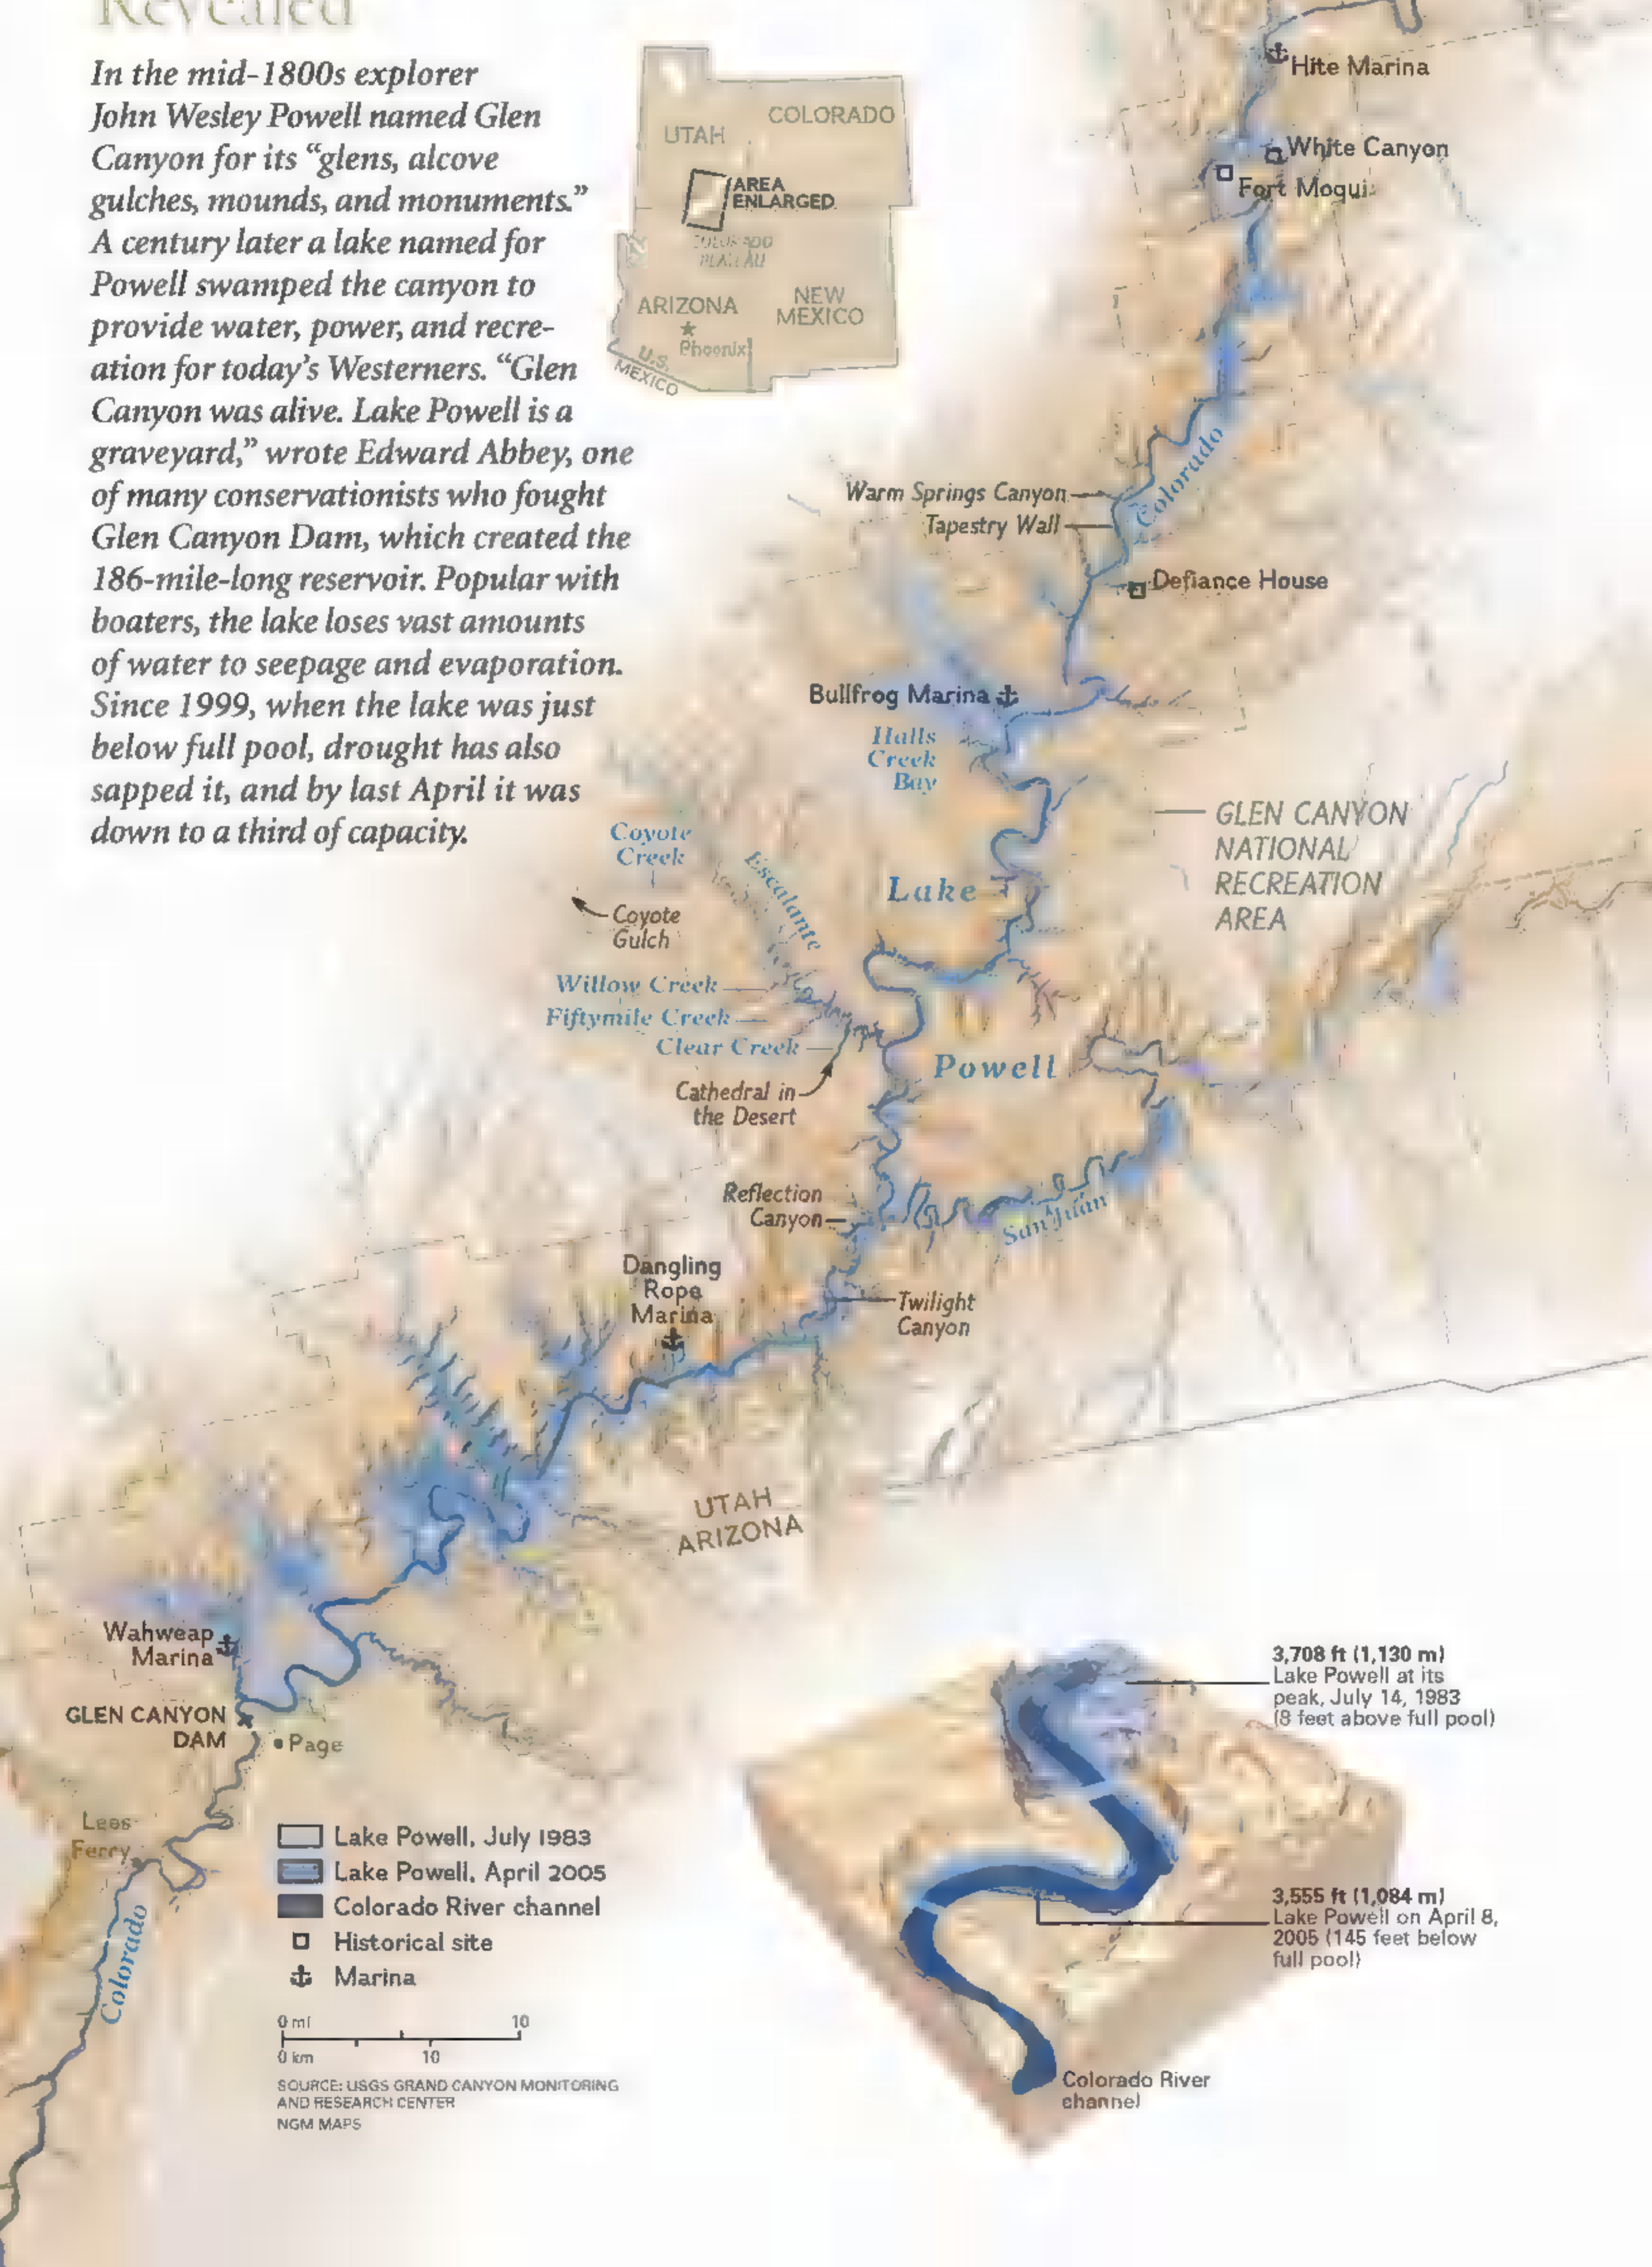 Revealed
In the mid-1800s explorer
John Wesley Powell named Glen
Canyon for its “glens, alcove
gulches, mounds, and monuments.”
A century later a lake named for
Powell swamped the canyon to
provide water, power, and recre-
ation for today’s Westerners. “Glen
Canyon was alive. Lake Powell is a
graveyard,” wrote Edward Abbey, one
of many conservationists who fought
Glen Canyon Dam, which created the
186-mile-long reservoir. Popular with
boaters, the lake loses vast amounts
of water to seepage and evaporation.
Since 1999, when the lake was just
below full pool, drought has also
sapped it, and by last April it was
down to a third of capacity.
UTAH
COLORADO
AREA
ENLARGED
COLORADO
PLATEAU
ARIZONA
NEW
MEXICO
Phoenix
U.S.
MEXICO
Hite Marina
White Canyon
Fort Moqui
Colorado
Warm Springs Canyon
Tapestry Wall
Defiance House
Bullfrog Marina
Halls
Creek
Bay
GLEN CANYON
NATIONAL
RECREATION
AREA
Coyote
Creek
Escalante
Lake
Coyote
Gulch
Willow Creek
Fiftymile Creek
Clear Creek
Powell
Cathedral in
the Desert
Reflection
Canyon
San Juan
Dangling
Rope
Marina
Twilight
Canyon
UTAH
ARIZONA
Wahweap
Marina
GLEN CANYON
DAM
Page
Lees
Ferry
Colorado
Lake Powell, July 1983
Lake Powell, April 2005
Colorado River channel
Historical site
Marina
0 mi 10
0 km 10
SOURCE: USGS GRAND CANYON MONITORING
AND RESEARCH CENTER
NGM MAPS
3,708 ft (1,130 m)
Lake Powell at its
peak, July 14, 1983
(8 feet above full pool)
3,555 ft (1,084 m)
Lake Powell on April 8,
2005 (145 feet below
full pool)
Colorado River
channel